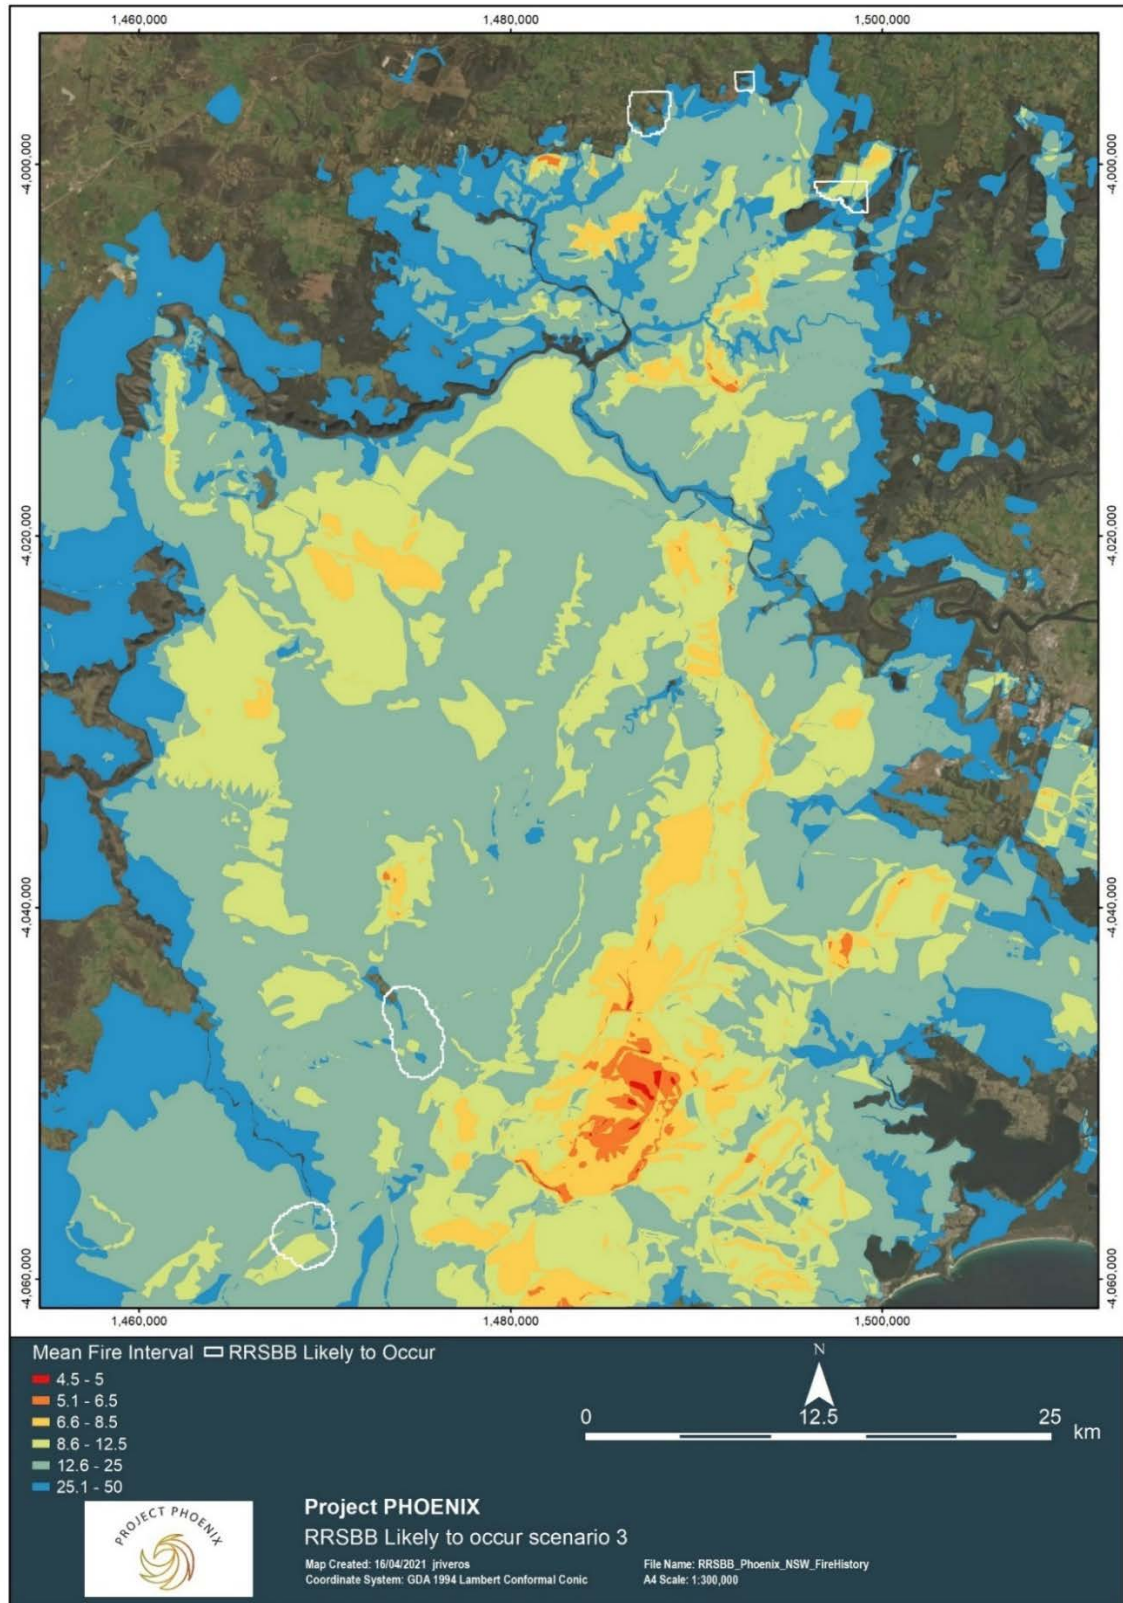 1,460,000 1,480,000 1,500,000
-4,000,000 -4,000,000
-4,020,000 -4,020,000
-4,040,000 -4,040,000
-4,060,000 -4,060,000
1,460,000 1,480,000 1,500,000
Mean Fire Interval RRSBB Likely to Occur
4.5 - 5
5.1 - 6.5
6.6 - 8.5
8.6 - 12.5
12.6 - 25
25.1 - 50
N
0 12.5 25 km
PROJECT PHOENIX
Project PHOENIX
RRSBB Likely to occur scenario 3
Map Created: 16/04/2021 jriveros File Name: RRSBB_Phoenix_NSW_FireHistory
Coordinate System: GDA 1994 Lambert Conformal Conic A4 Scale: 1:300,000